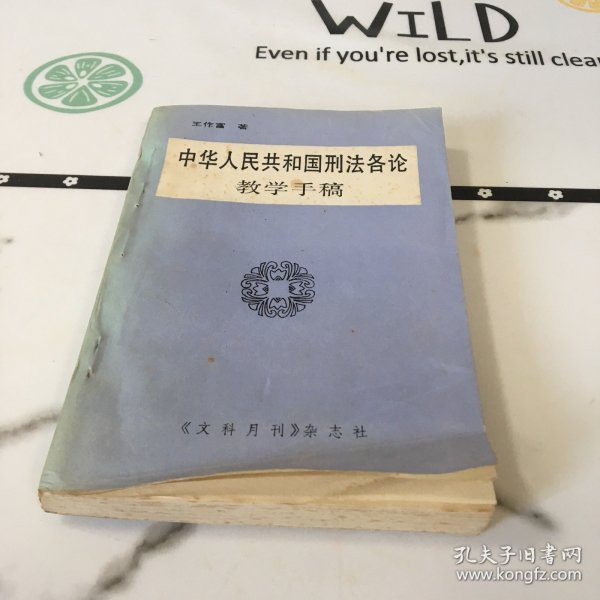 WILD
Even if you're lost,it's still clear
王作富 著
中华人民共和国刑法各论
教学手稿
《文科月刊》杂志社
孔夫子旧书网
www.kongfz.com